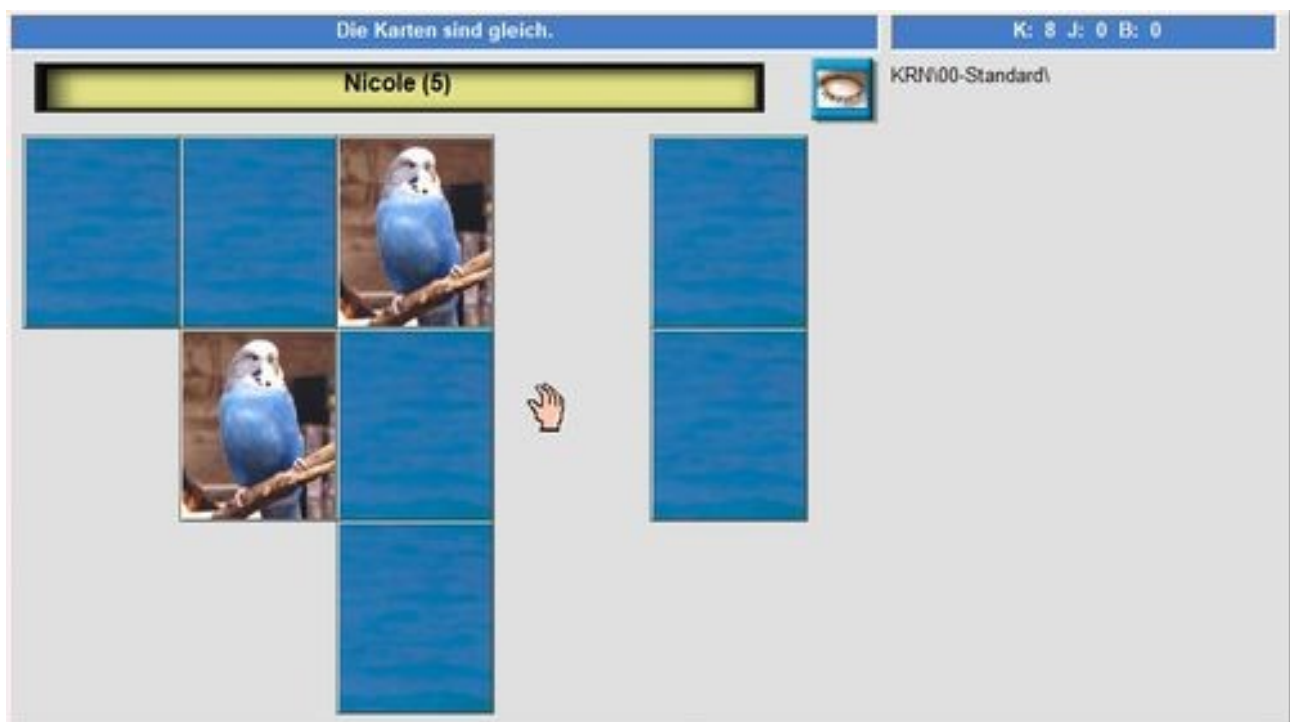 Die Karten sind gleich.
K: 8 J: 0 B: 0
Nicole (5)
KRN\00-Standard\